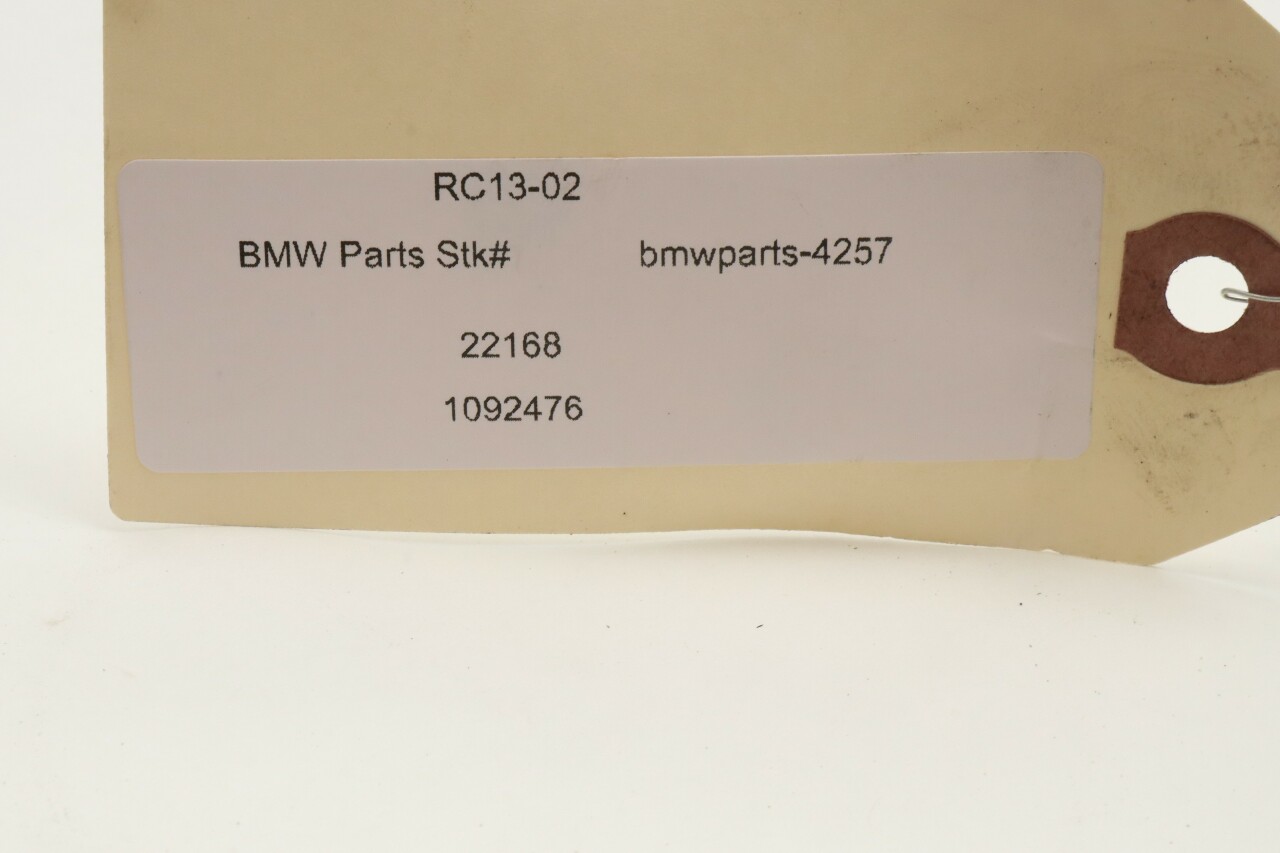 RC13-02
BMW Parts Stk# bmwparts-4257
22168
1092476